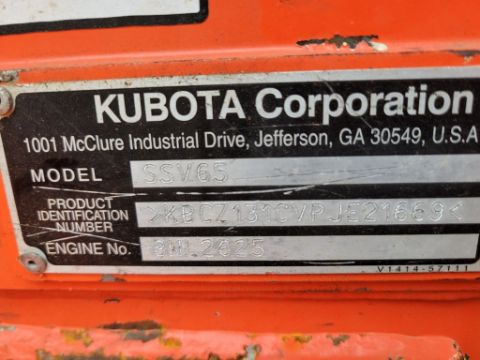 KUBOTA Corporation
1001 McClure Industrial Drive, Jefferson, GA 30549, U.S.A
MODEL SSV65
PRODUCT
IDENTIFICATION
NUMBER
ENGINE No.
V1414-57111